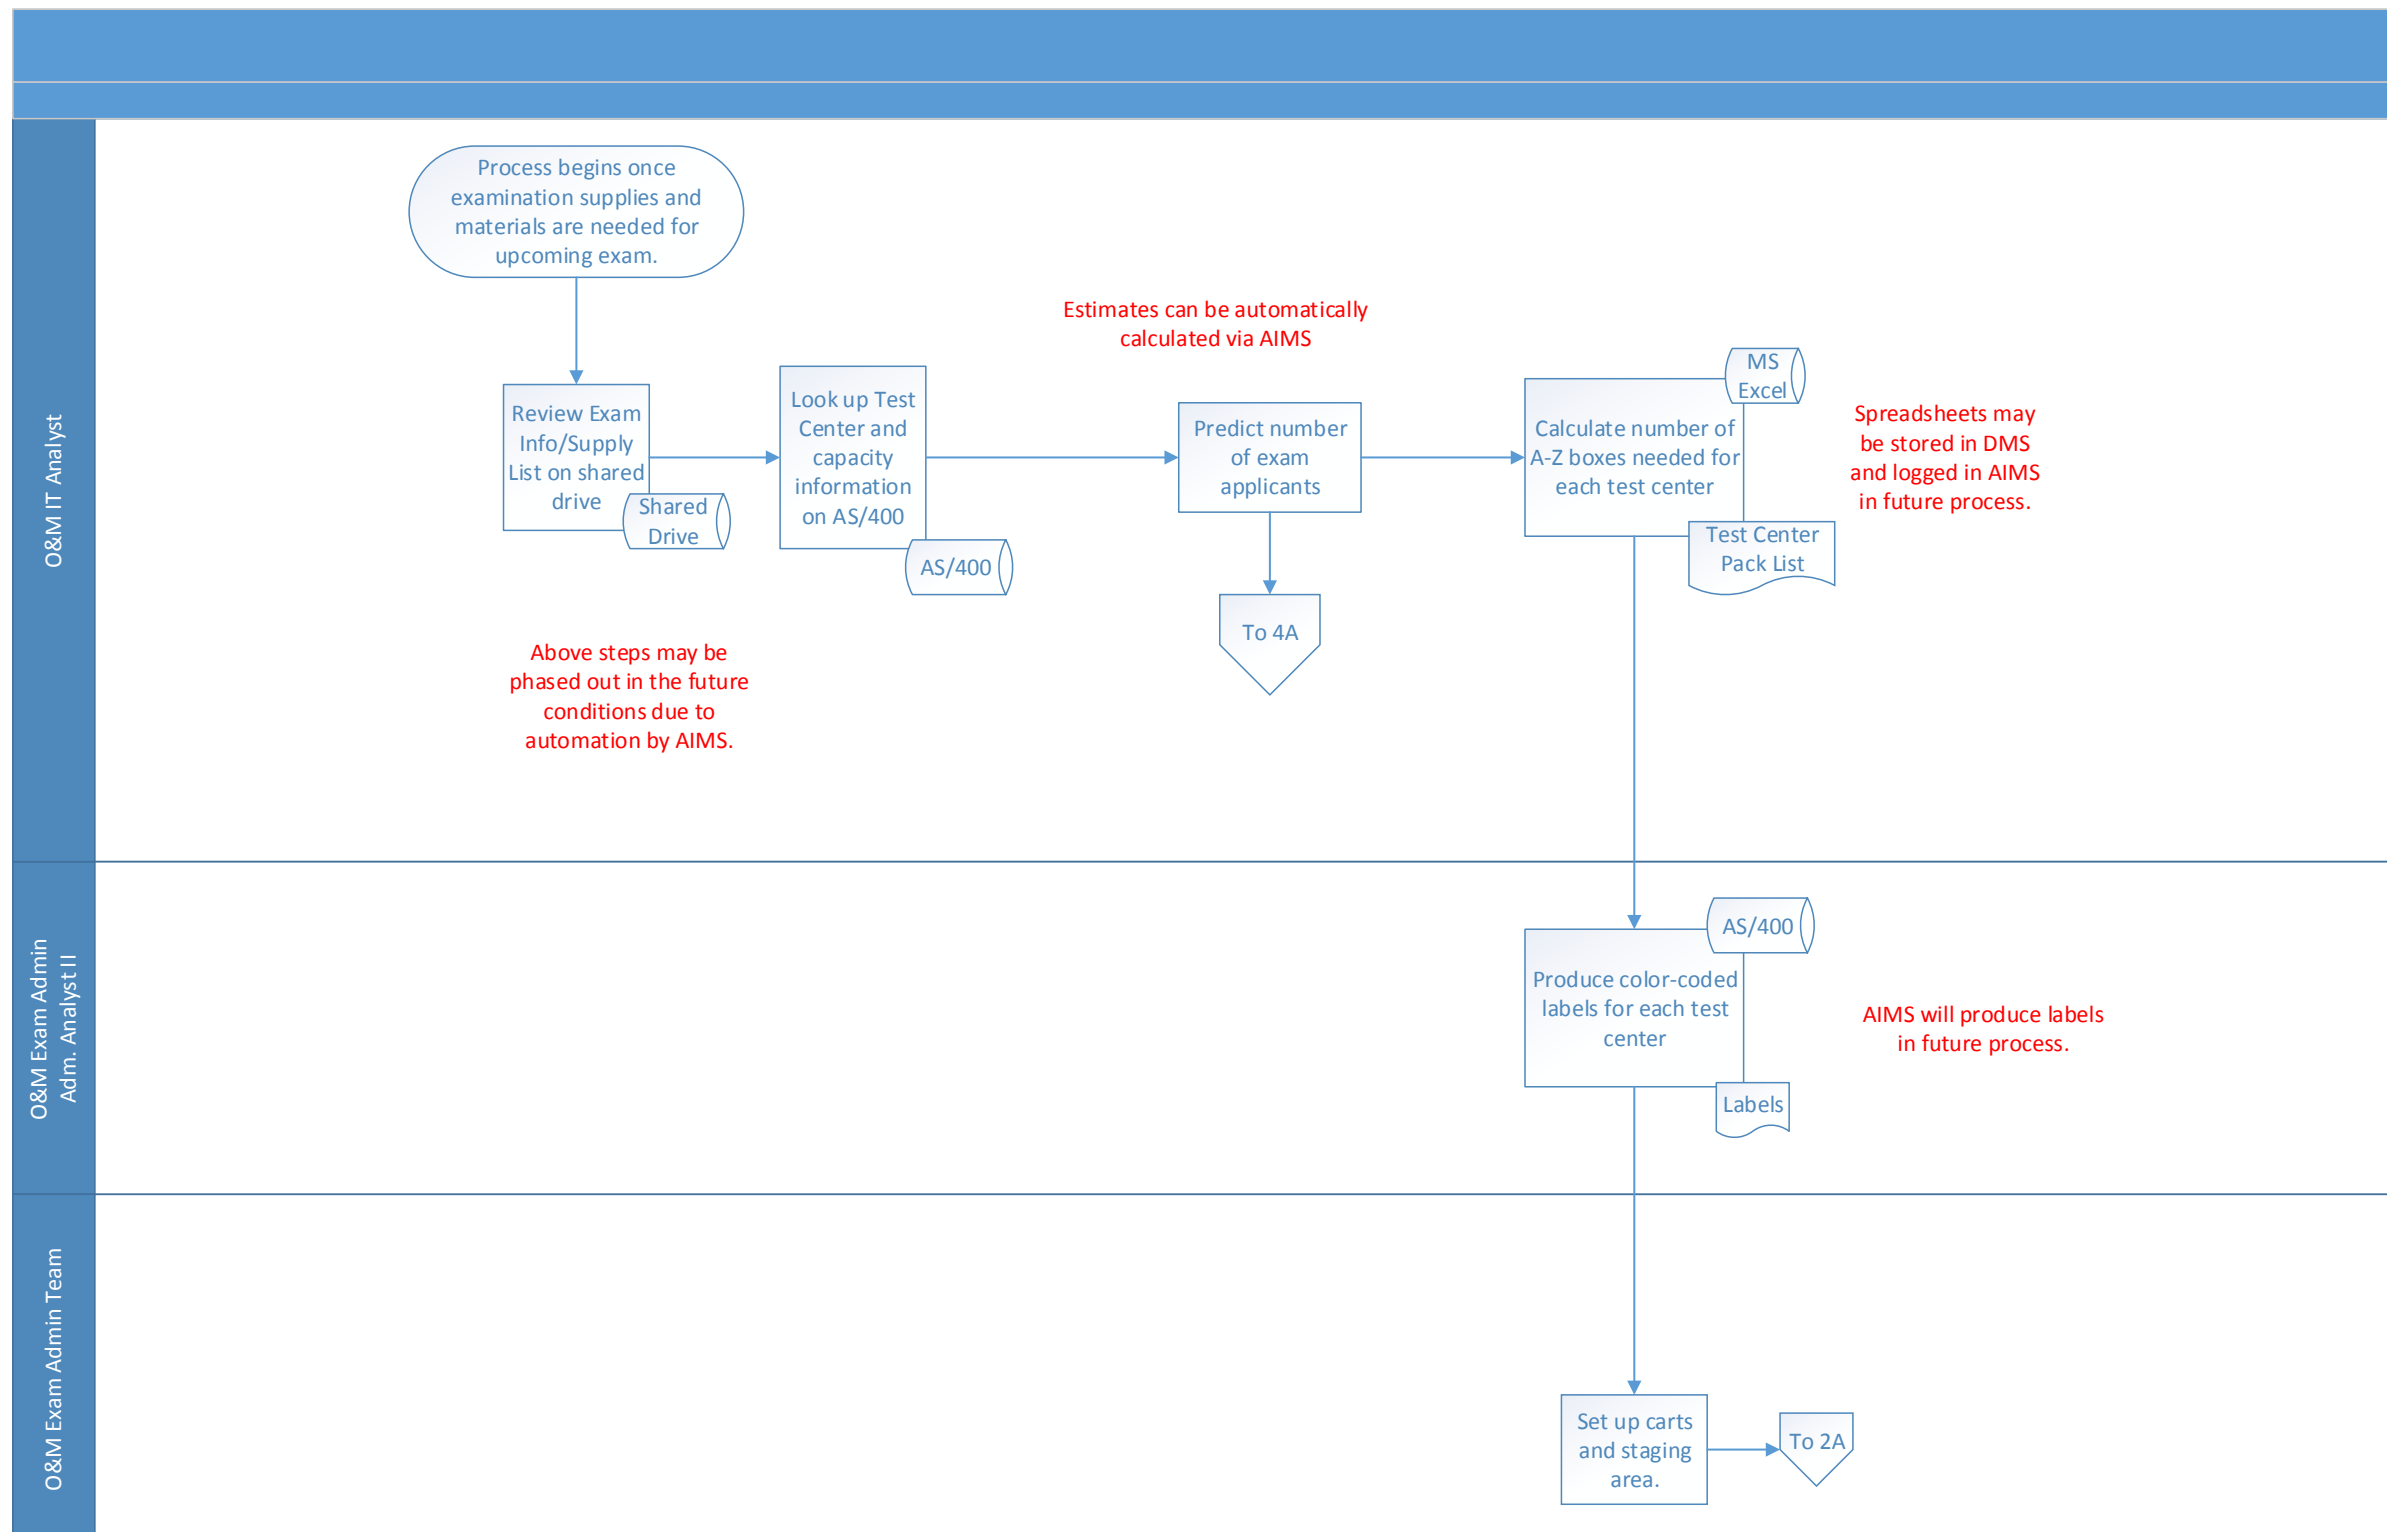 O&M IT Analyst
Process begins once
examination supplies and
materials are needed for
upcoming exam.
Review Exam
Info/Supply
List on shared
drive
Shared
Drive
Look up Test
Center and
capacity
information
on AS/400
AS/400
Above steps may be
phased out in the future
conditions due to
automation by AIMS.
Estimates can be automatically
calculated via AIMS
Predict number
of exam
applicants
To 4A
MS
Excel
Calculate number of
A-Z boxes needed for
each test center
Test Center
Pack List
Spreadsheets may
be stored in DMS
and logged in AIMS
in future process.
O&M Exam Admin
Adm. Analyst II
AS/400
Produce color-coded
labels for each test
center
Labels
AIMS will produce labels
in future process.
O&M Exam Admin Team
Set up carts
and staging
area.
To 2A